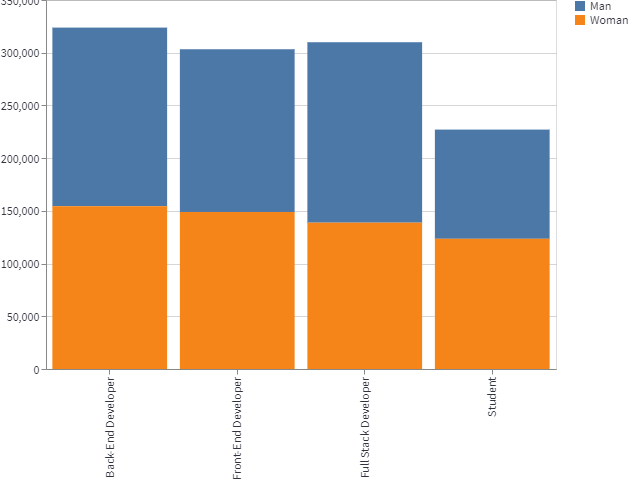 350,000
300,000
250,000
200,000
150,000
100,000
50,000
0
Back-End Developer
Front-End Developer
Full Stack Developer
Student
Man
Woman